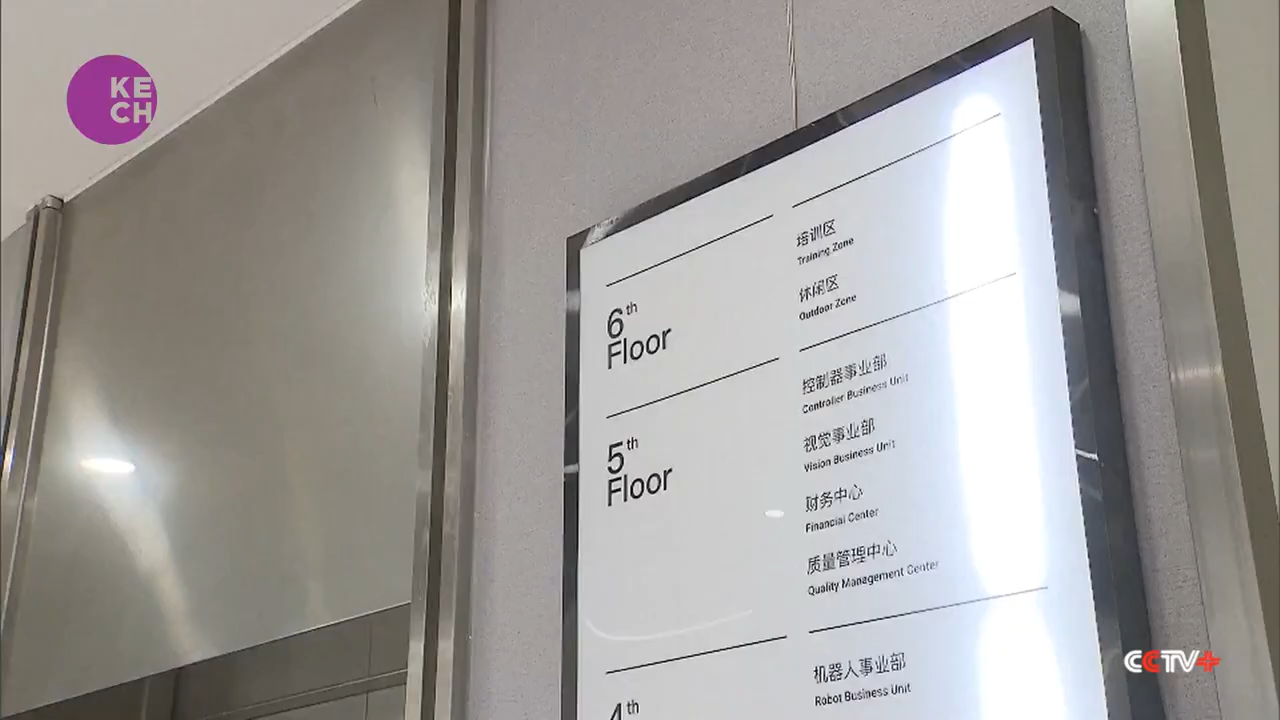 KE
CH
6th
Floor
培训区
Training Zone
休闲区
Outdoor Zone
5th
Floor
控制器事业部
Controller Business Unit
视觉事业部
Vision Business Unit
财务中心
Financial Center
质量管理中心
Quality Management Center
4th
机器人事业部
Robot Business Unit
CCTV+